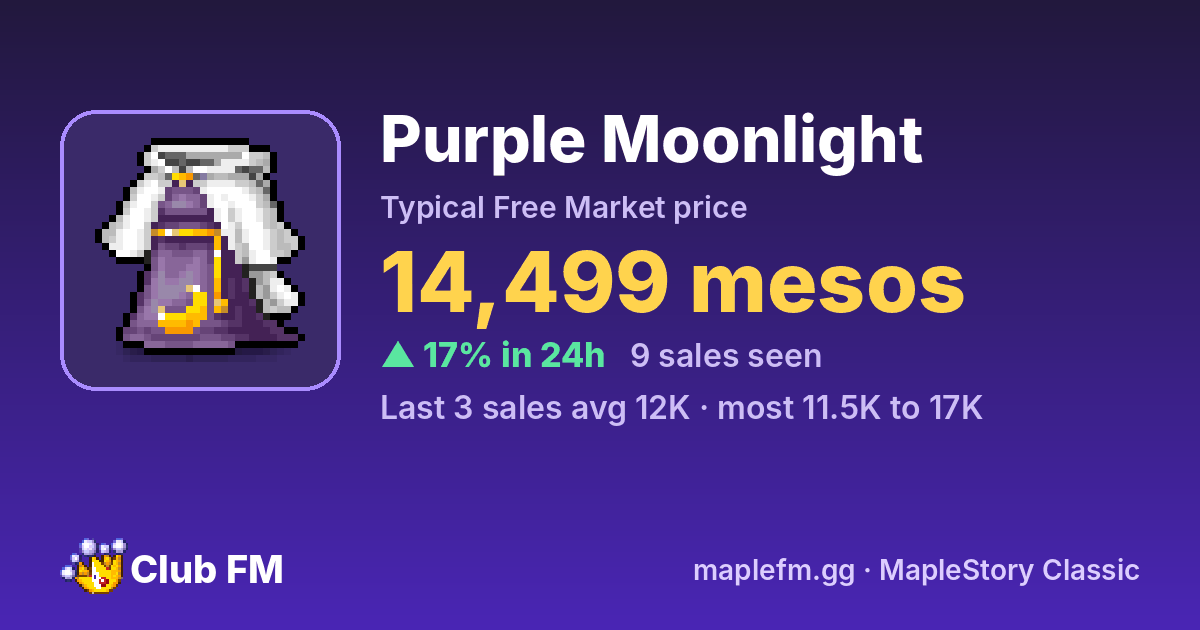 Purple Moonlight
Typical Free Market price
14,499 mesos
▲ 17% in 24h 9 sales seen
Last 3 sales avg 12K · most 11.5K to 17K
Club FM
maplefm.gg · MapleStory Classic